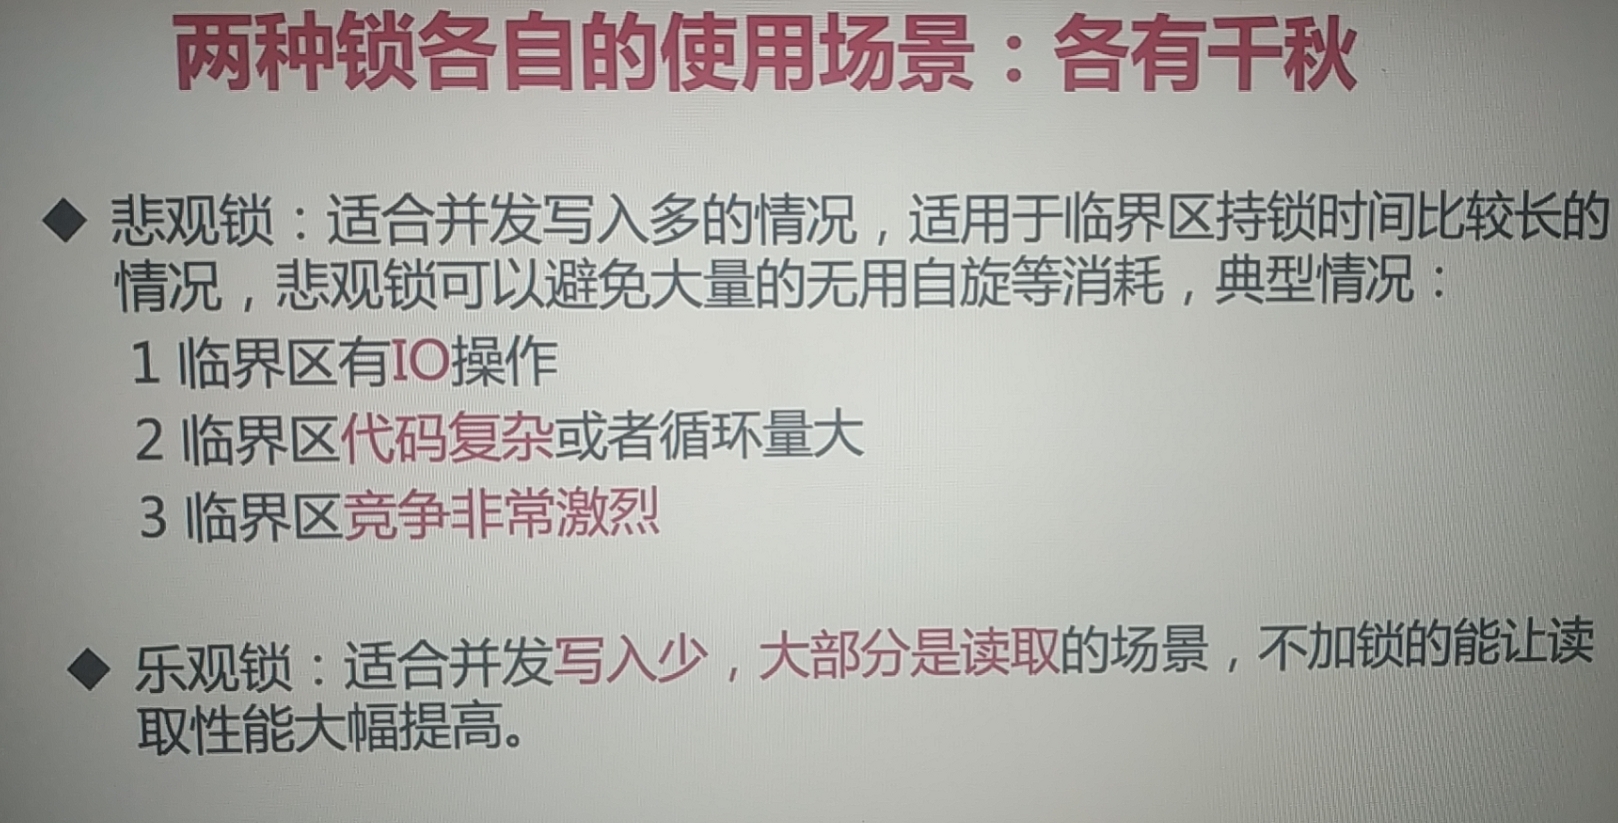 两种锁各自的使用场景：各有千秋
◆ 悲观锁：适合并发写入多的情况，适用于临界区持锁时间比较长的
情况，悲观锁可以避免大量的无用自旋等消耗，典型情况：
1 临界区有IO操作
2 临界区代码复杂或者循环量大
3 临界区竞争非常激烈
◆ 乐观锁：适合并发写入少，大部分是读取的场景，不加锁的能让读
取性能大幅提高。